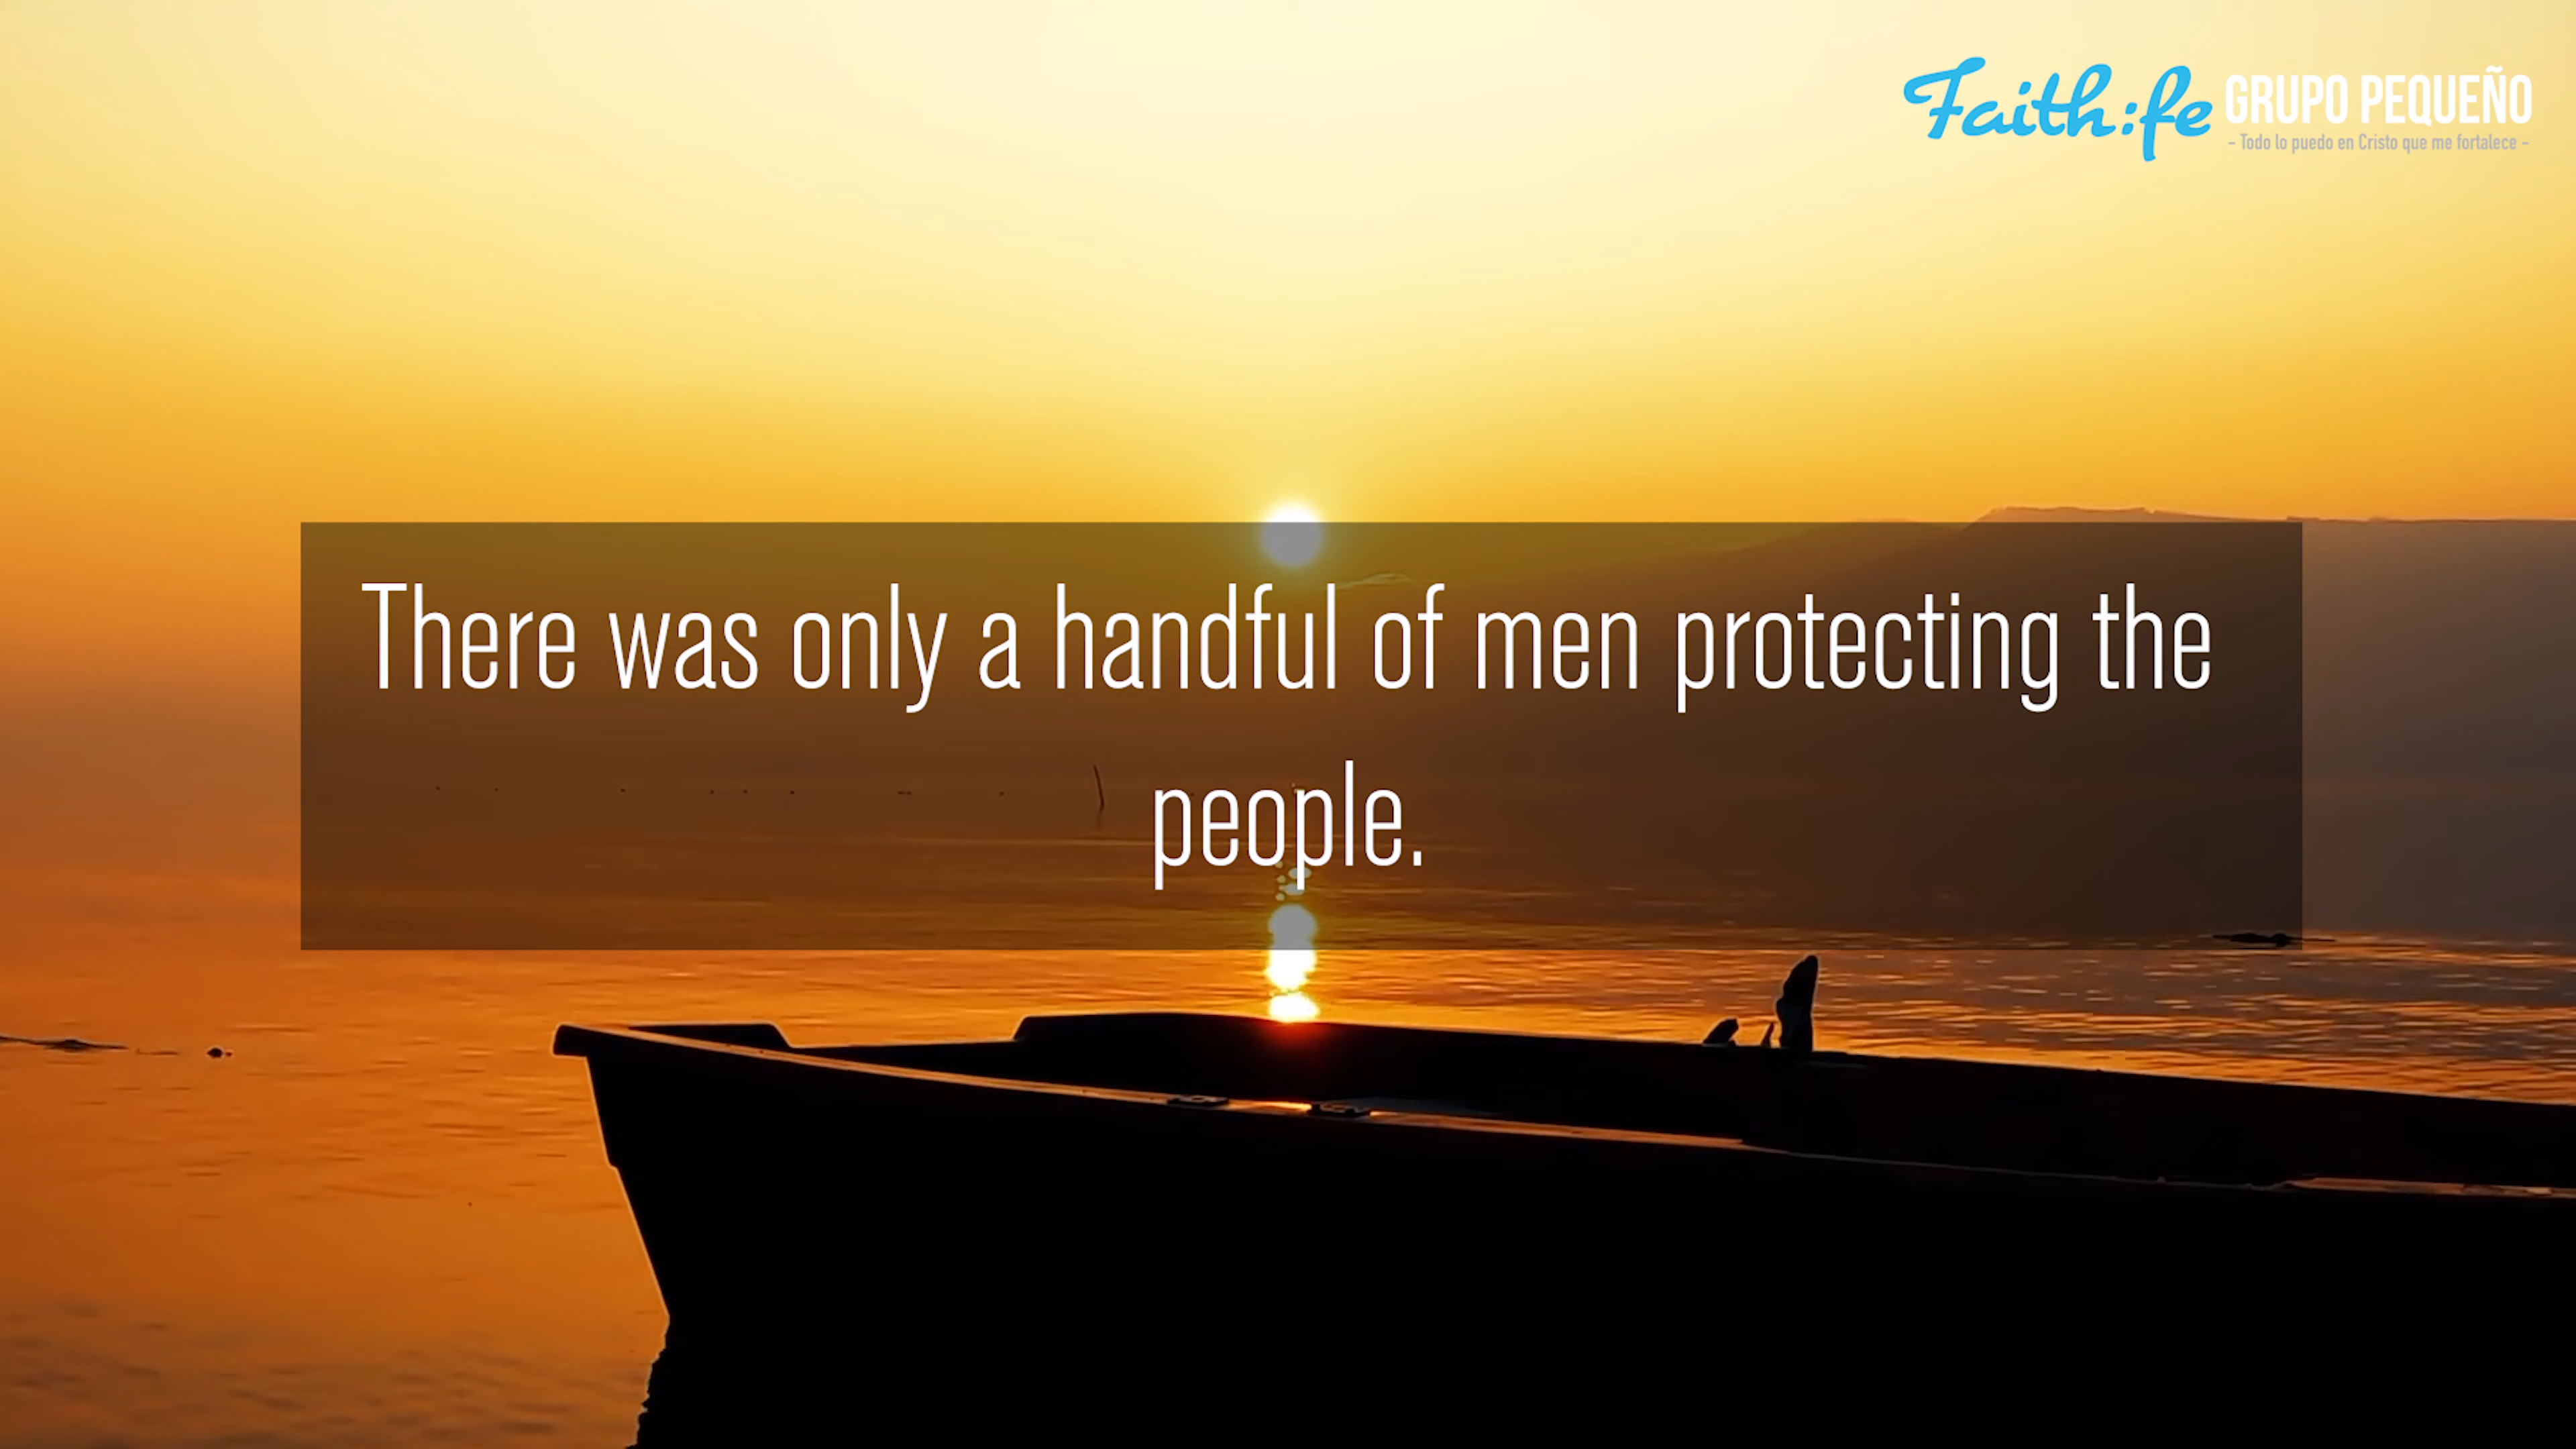 Faith:fe GRUPO PEQUEÑO
- Todo lo puedo en Cristo que me fortalece -
There was only a handful of men protecting the
people.